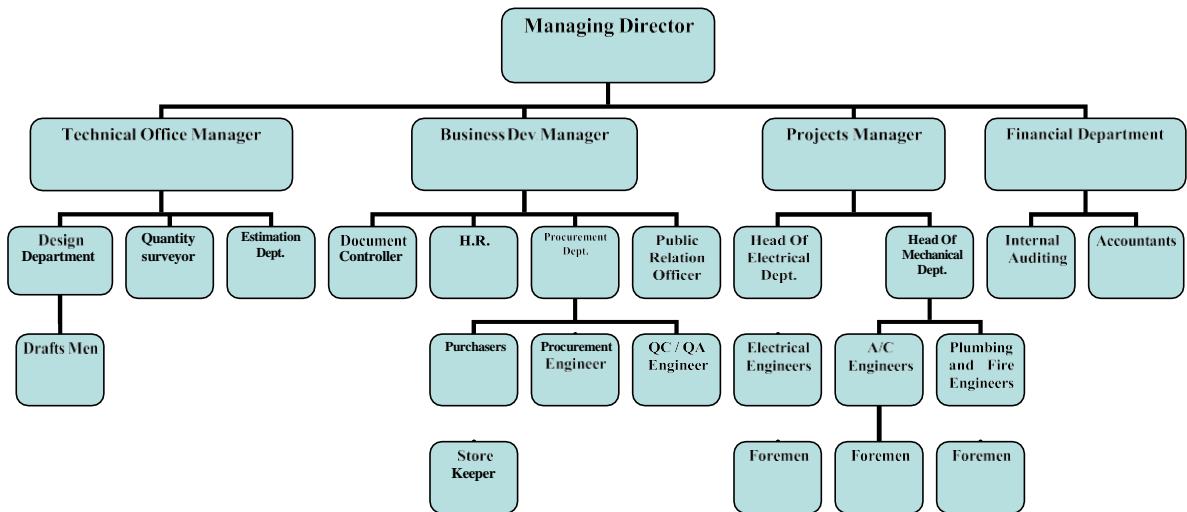 Managing Director
Technical Office Manager
Business Dev Manager
Projects Manager
Financial Department
Design
Department
Quantity
surveyor
Estimation
Dept.
Document
Controller
H.R.
Procurement
Dept.
Public
Relation
Officer
Head Of
Electrical
Dept.
Head Of
Mechanical
Dept.
Internal
Auditing
Accountants
Drafts Men
Purchasers
Procurement
Engineer
QC / QA
Engineer
Electrical
Engineers
A/C
Engineers
Plumbing
and Fire
Engineers
Store
Keeper
Foremen
Foremen
Foremen